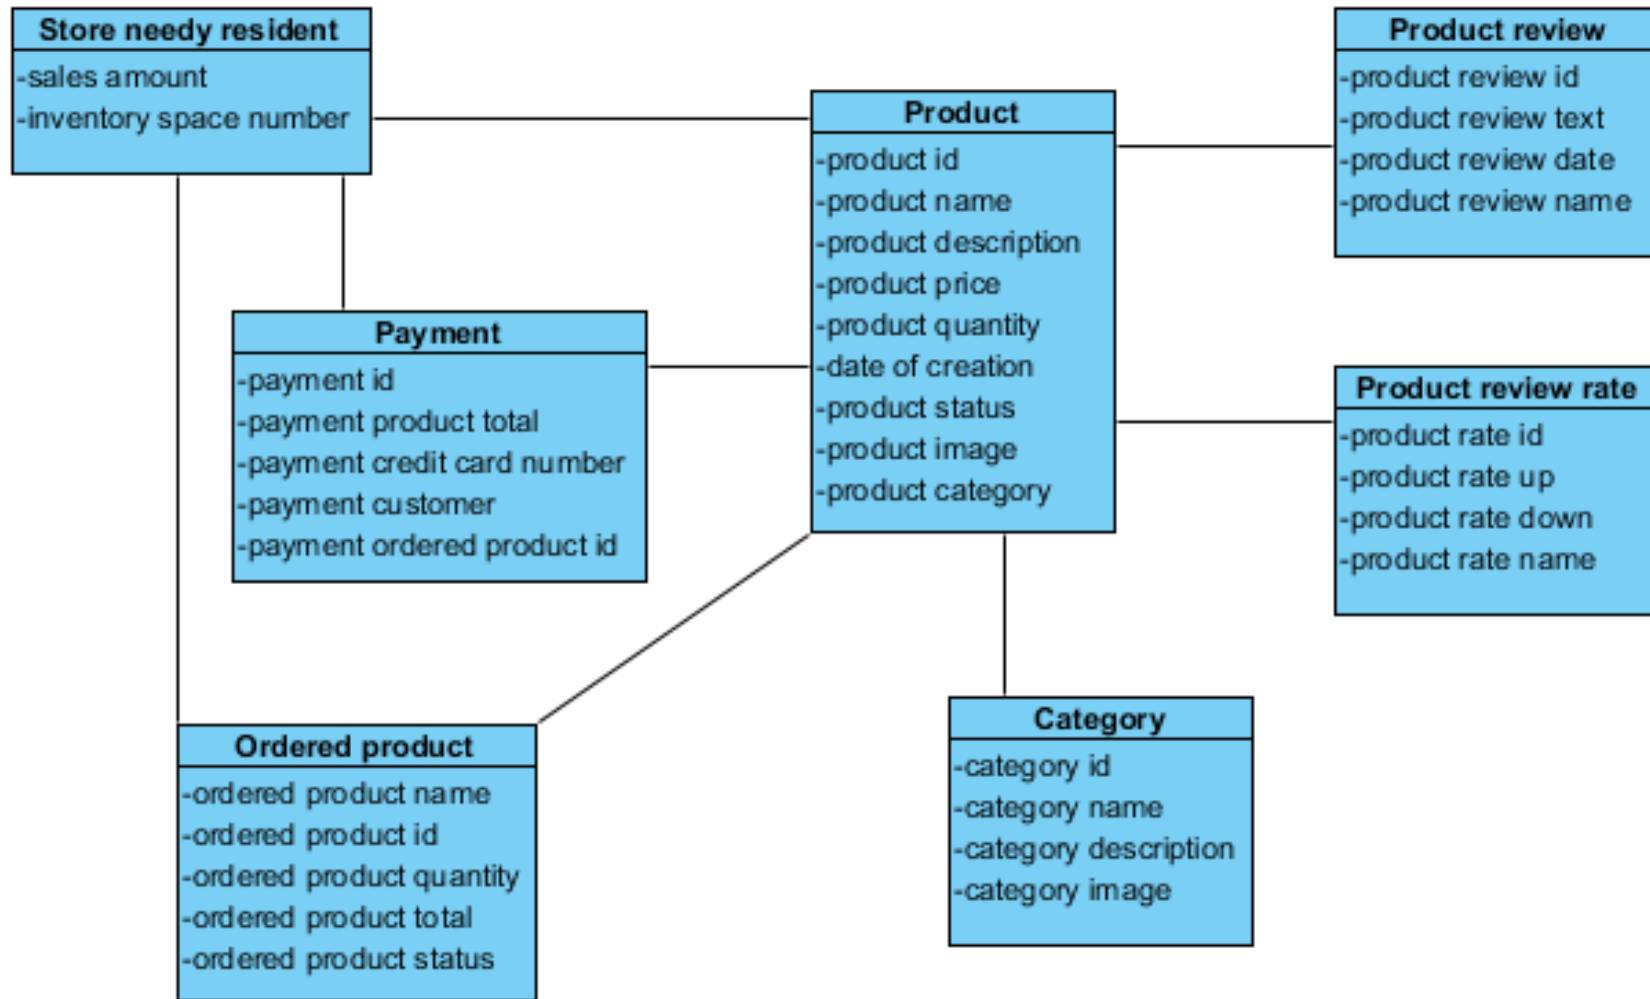 Store needy resident
-sales amount
-inventory space number
Product
-product id
-product name
-product description
-product price
-product quantity
-date of creation
-product status
-product image
-product category
Product review
-product review id
-product review text
-product review date
-product review name
Payment
-payment id
-payment product total
-payment credit card number
-payment customer
-payment ordered product id
Product review rate
-product rate id
-product rate up
-product rate down
-product rate name
Ordered product
-ordered product name
-ordered product id
-ordered product quantity
-ordered product total
-ordered product status
Category
-category id
-category name
-category description
-category image